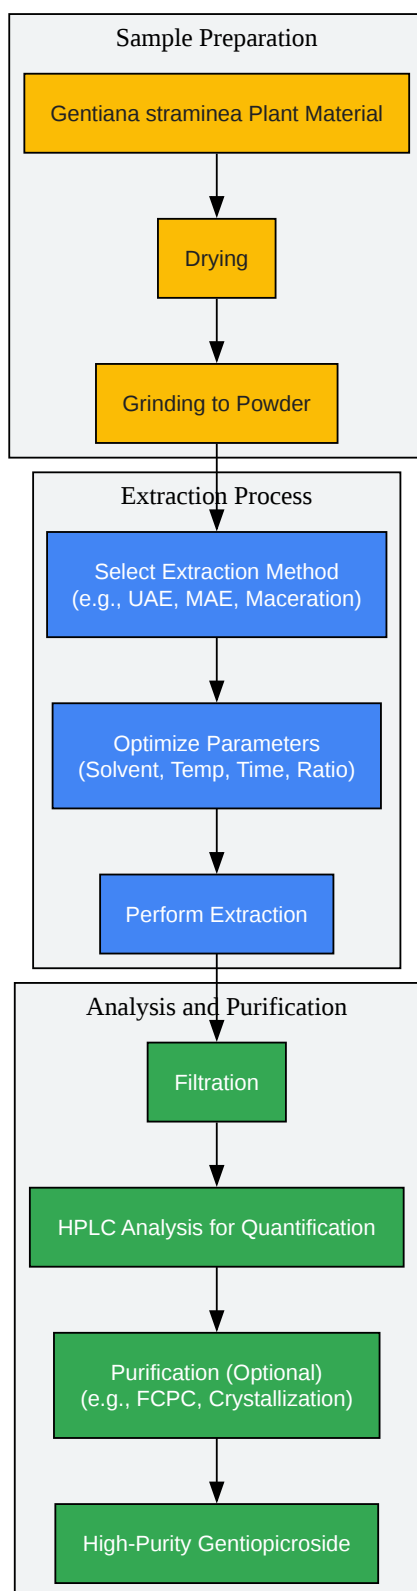 Sample Preparation
Gentiana straminea Plant Material
Drying
Grinding to Powder
Extraction Process
Select Extraction Method
(e.g., UAE, MAE, Maceration)
Optimize Parameters
(Solvent, Temp, Time, Ratio)
Perform Extraction
Analysis and Purification
Filtration
HPLC Analysis for Quantification
Purification (Optional)
(e.g., FCPC, Crystallization)
High-Purity Gentiopicroside